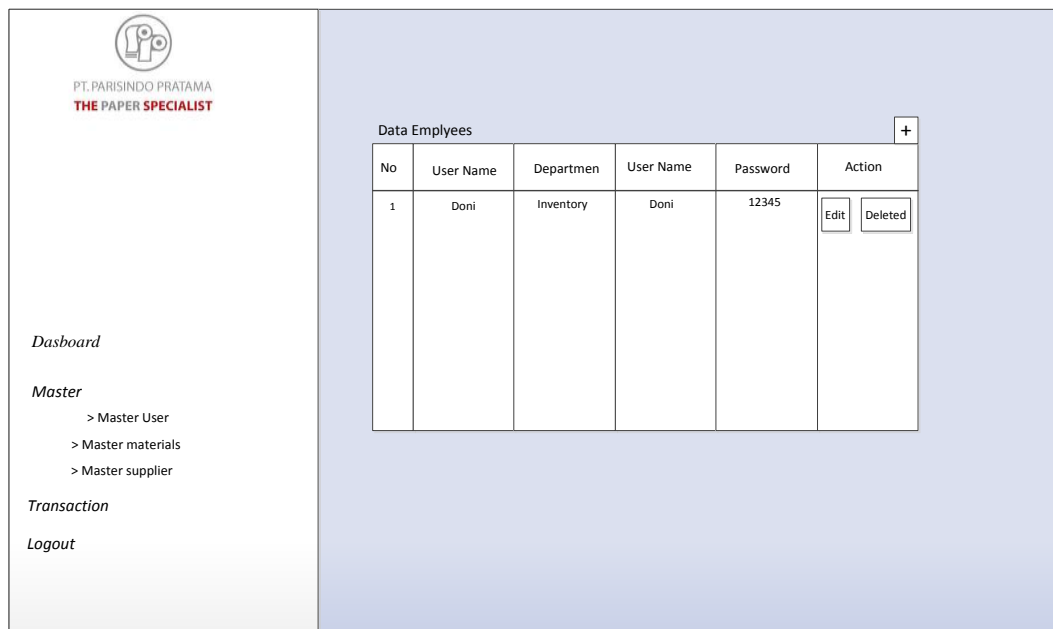 PT. PARISINDO PRATAMA
THE PAPER SPECIALIST
Dasboard
Master
> Master User
> Master materials
> Master supplier
Transaction
Logout
Data Emplyees +
No User Name Departmen User Name Password Action
1 Doni Inventory Doni 12345 Edit Deleted